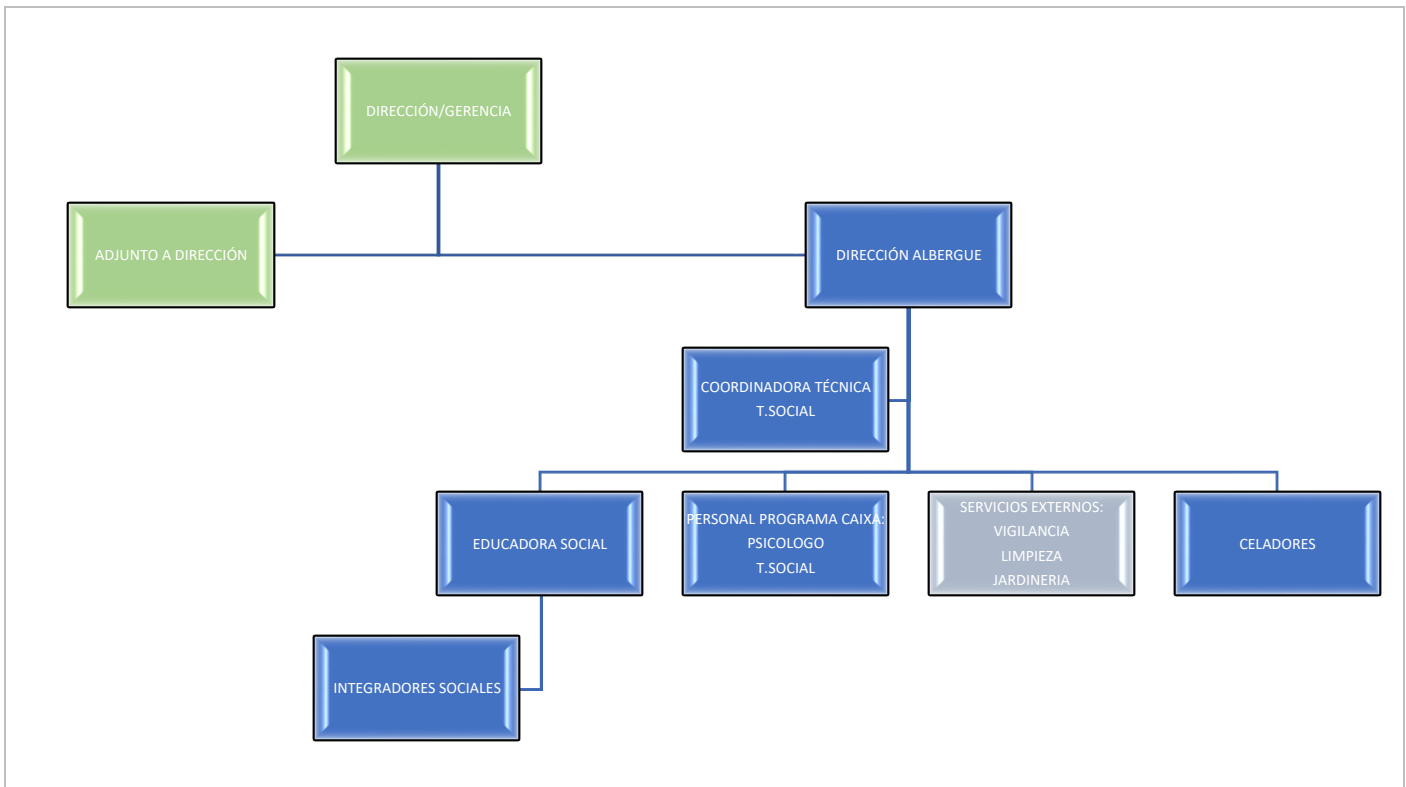 DIRECCIÓN/GERENCIA
ADJUNTO A DIRECCIÓN
DIRECCIÓN ALBERGUE
COORDINADORA TÉCNICA
T.SOCIAL
EDUCADORA SOCIAL
PERSONAL PROGRAMA CAIXA:
PSICOLOGO
T.SOCIAL
SERVICIOS EXTERNOS:
VIGILANCIA
LIMPIEZA
JARDINERIA
CELADORES
INTEGRADORES SOCIALES